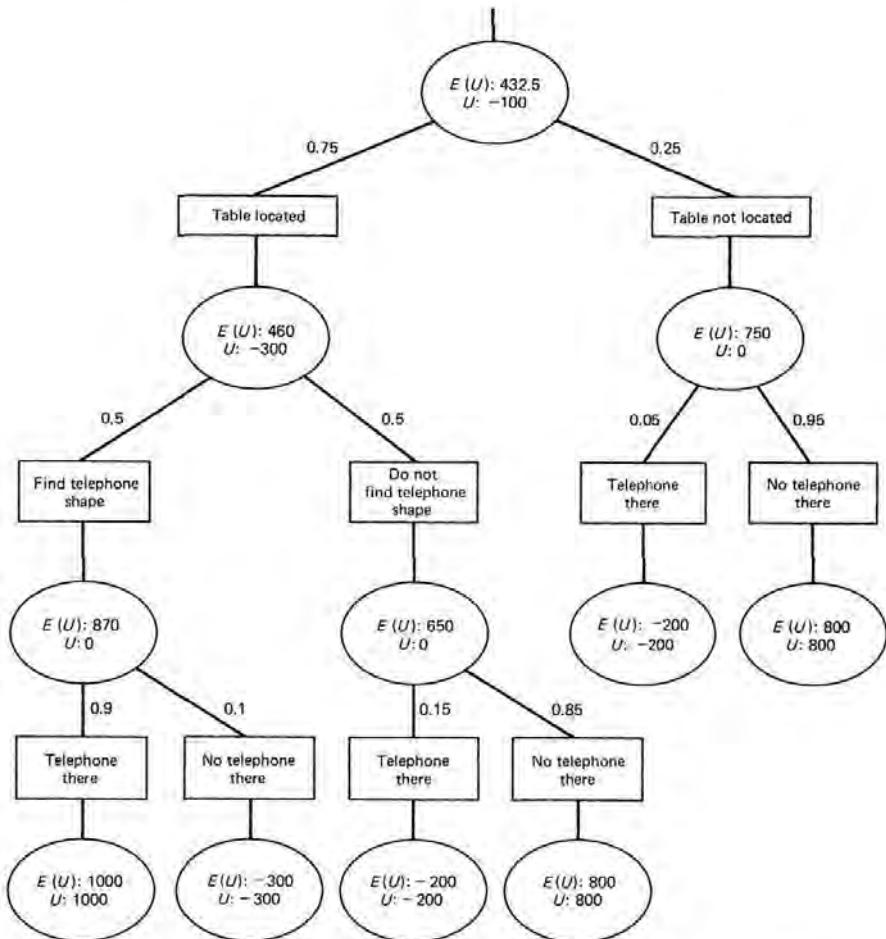 E (U): 432.5
U: −100
0.75
0.25
Table located
Table not located
E (U): 460
U: −300
E (U): 750
U: 0
0.5
0.5
0.05
0.95
Find telephone
shape
Do not
find telephone
shape
Telephone
there
No telephone
there
E (U): 870
U: 0
E (U): 650
U: 0
E (U): −200
U: −200
E (U): 800
U: 800
0.9
0.1
0.15
0.85
Telephone
there
No telephone
there
Telephone
there
No telephone
there
E (U): 1000
U: 1000
E (U): −300
U: −300
E (U): −200
U: −200
E (U): 800
U: 800